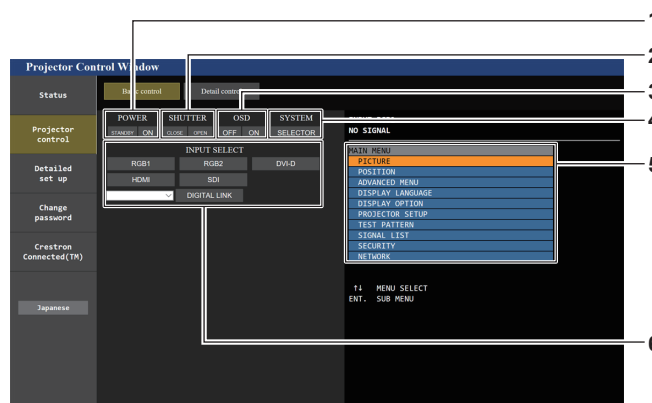 Projector Control Window
Status
Basic control
Detail control
POWER
SHUTTER
OSD
SYSTEM
STANDBY
ON
CLOSE
OPEN
OFF
ON
SELECTOR
NO SIGNAL
Projector
control
INPUT SELECT
RGB1
RGB2
DVI-D
HDMI
SDI
DIGITAL LINK
MAIN MENU
PICTURE
POSITION
ADVANCED MENU
DISPLAY LANGUAGE
DISPLAY OPTION
PROJECTOR SETUP
TEST PATTERN
SIGNAL LIST
SECURITY
NETWORK
Detailed
set up
Change
password
Crestron
Connected(TM)
Japanese
↑↓ MENU SELECT
ENT. SUB MENU
1
2
3
4
5
6